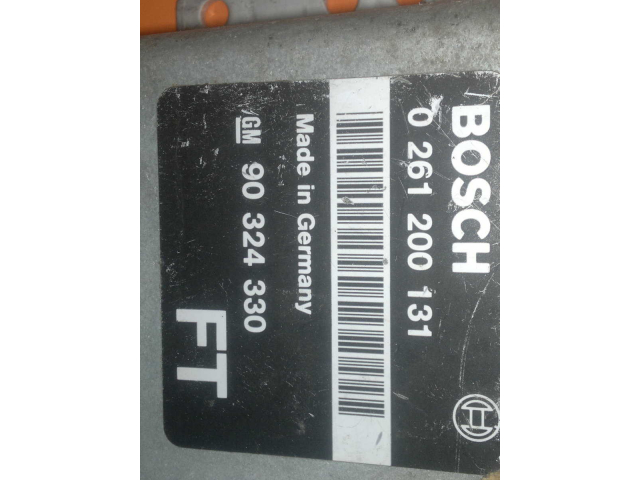 BOSCH
0 261 200 131
Made in Germany
GM 90 324 330
FT